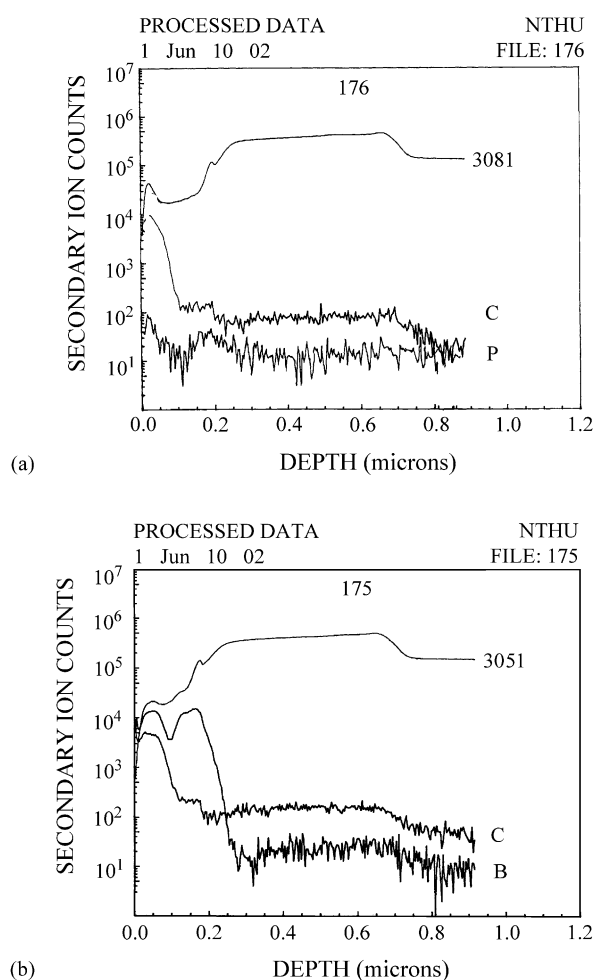 PROCESSED DATA NTHU
1 Jun 10 02 FILE: 176
176
10^7
10^6
10^5
10^4
10^3
10^2
10^1
SECONDARY ION COUNTS
3081
C
P
0.0 0.2 0.4 0.6 0.8 1.0 1.2
DEPTH (microns)
(a)
PROCESSED DATA NTHU
1 Jun 10 02 FILE: 175
175
10^7
10^6
10^5
10^4
10^3
10^2
10^1
SECONDARY ION COUNTS
3051
C
B
0.0 0.2 0.4 0.6 0.8 1.0 1.2
DEPTH (microns)
(b)